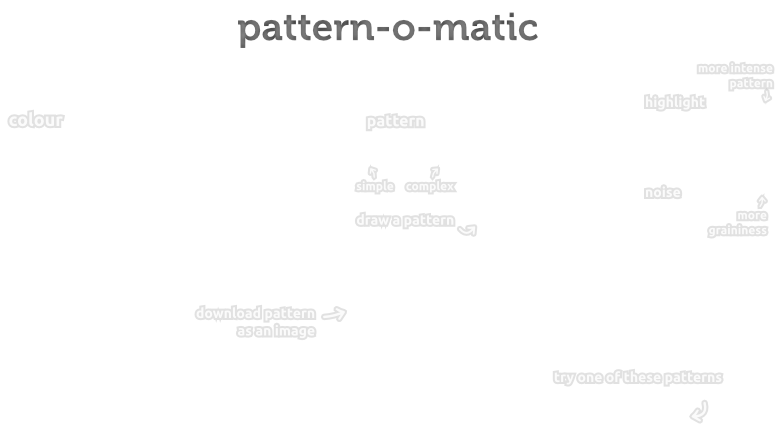 pattern-o-matic
more intense
pattern
highlight
colour
pattern
simple complex
noise
draw a pattern
more
graininess
download pattern
as an image
try one of these patterns